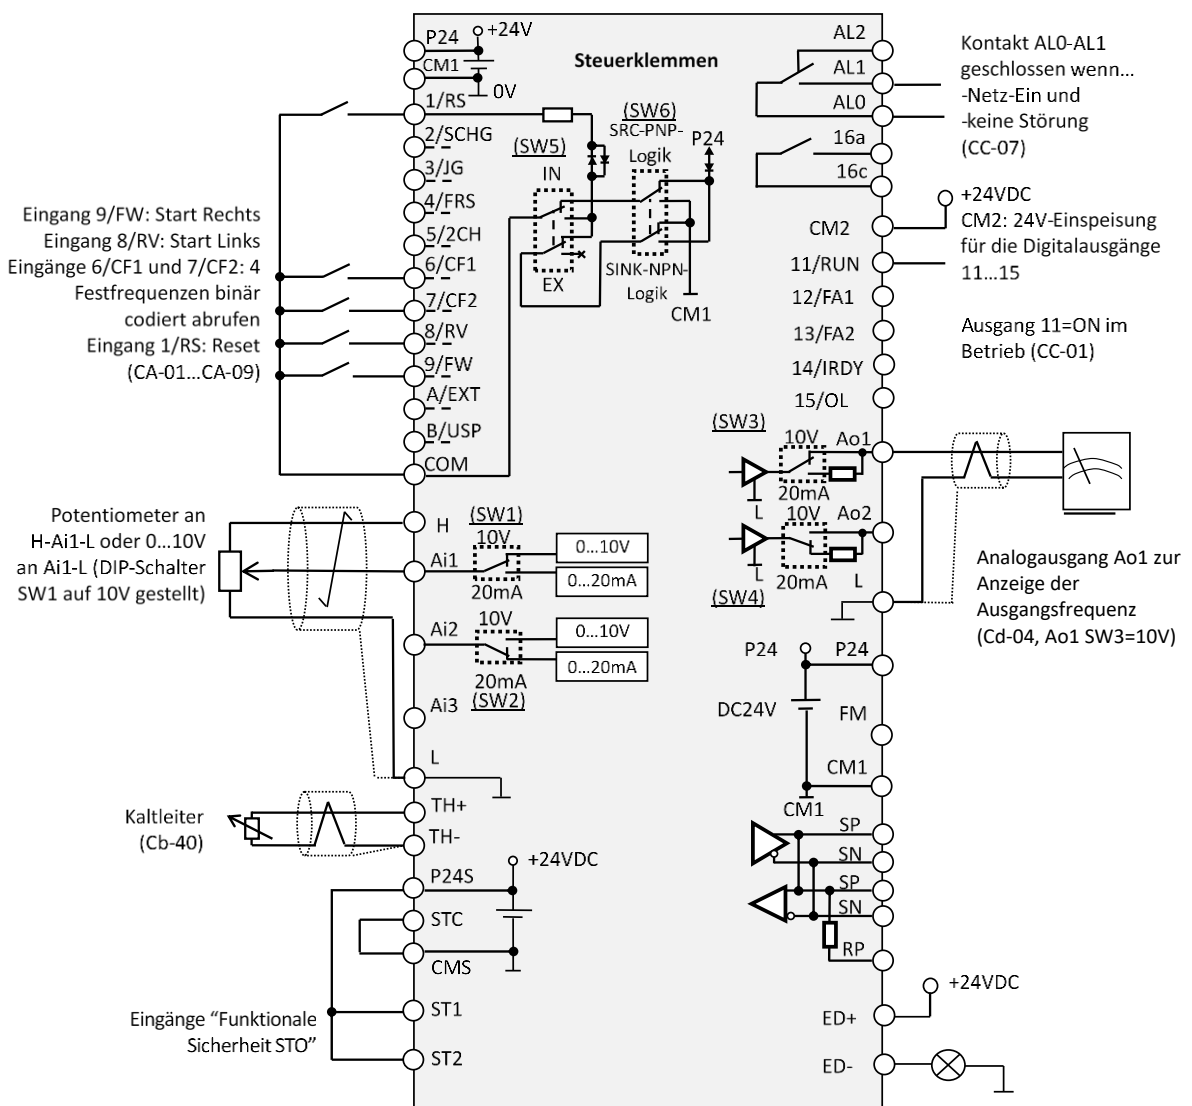 Steuerklemmen
P24
+24V
CM1
0V
1/RS
2/SCHG
3/JG
4/FRS
5/2CH
6/CF1
7/CF2
8/RV
9/FW
A/EXT
B/USP
COM
Eingang 9/FW: Start Rechts
Eingang 8/RV: Start Links
Eingänge 6/CF1 und 7/CF2: 4
Festfrequenzen binär
codiert abrufen
Eingang 1/RS: Reset
(CA-01...CA-09)
(SW5)
IN
EX
(SW6)
SRC-PNP-
Logik
P24
SINK-NPN-
Logik
CM1
AL2
AL1
AL0
16a
16c
Kontakt AL0-AL1
geschlossen wenn...
-Netz-Ein und
-keine Störung
(CC-07)
CM2
11/RUN
12/FA1
13/FA2
14/IRDY
15/OL
+24VDC
CM2: 24V-Einspeisung
für die Digitalausgänge
11...15
Ausgang 11=ON im
Betrieb (CC-01)
(SW3)
10V
Ao1
20mA
L
10V
Ao2
L
20mA
(SW4)
L
Analogausgang Ao1 zur
Anzeige der
Ausgangsfrequenz
(Cd-04, Ao1 SW3=10V)
Potentiometer an
H-Ai1-L oder 0...10V
an Ai1-L (DIP-Schalter
SW1 auf 10V gestellt)
H
(SW1)
10V
0...10V
Ai1
0...20mA
20mA
Ai2
10V
0...10V
0...20mA
20mA
(SW2)
Ai3
L
P24
P24
DC24V
FM
CM1
CM1
Kaltleiter
(Cb-40)
TH+
TH-
SP
SN
SP
SN
RP
P24S
+24VDC
STC
CMS
ST1
ST2
Eingänge “Funktionale
Sicherheit STO”
+24VDC
ED+
ED-